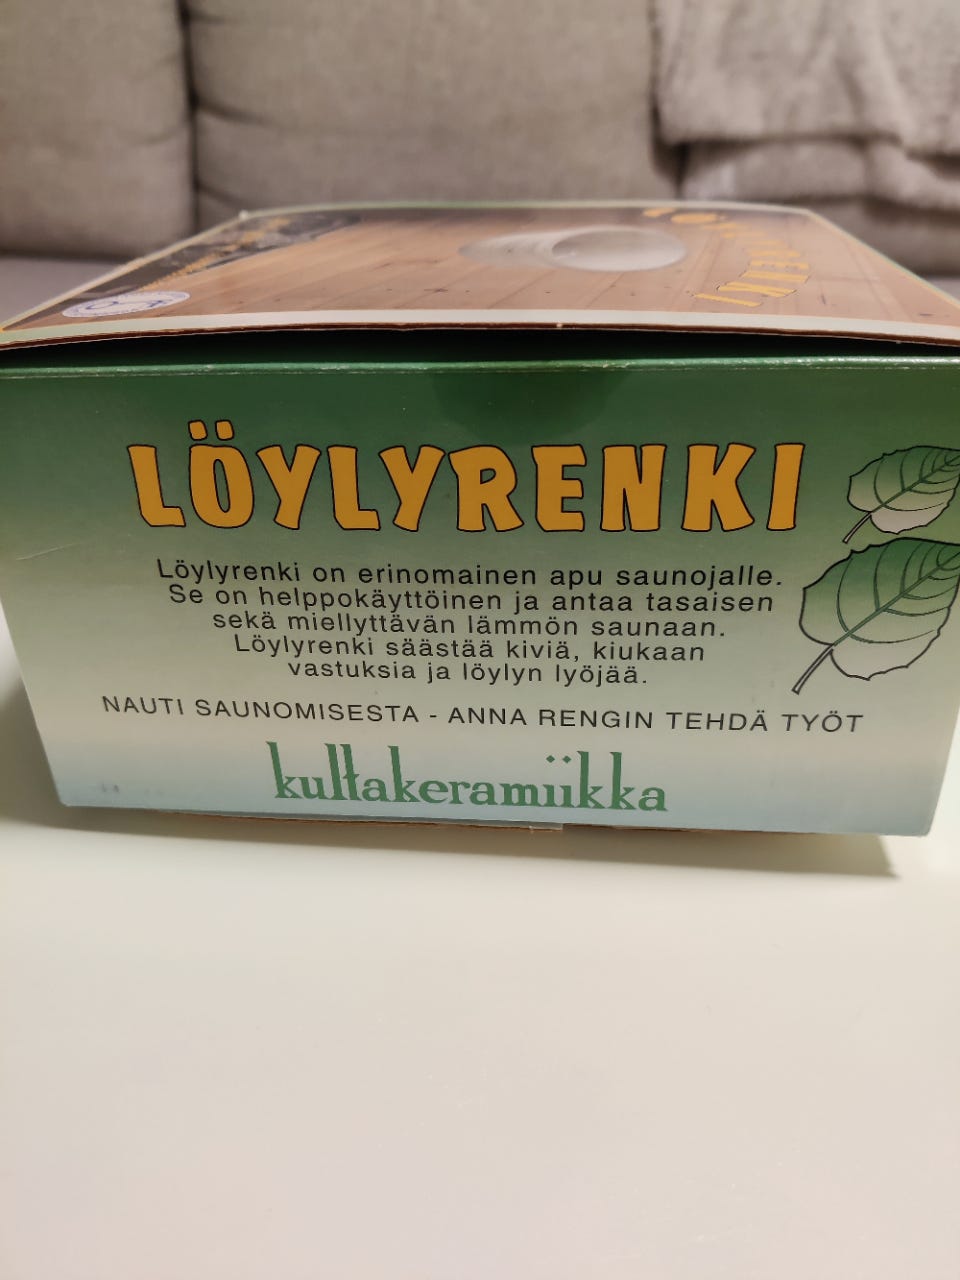 LÖYLYRENKI
LÖYLYRENKI
Löylyrenki on erinomainen apu saunojalle.
Se on helppokäyttöinen ja antaa tasaisen
sekä miellyttävän lämmön saunaan.
Löylyrenki säästää kiviä, kiukaan
vastuksia ja löylyn lyöjää.
NAUTI SAUNOMISESTA - ANNA RENGIN TEHDÄ TYÖT
kultakeramiikka